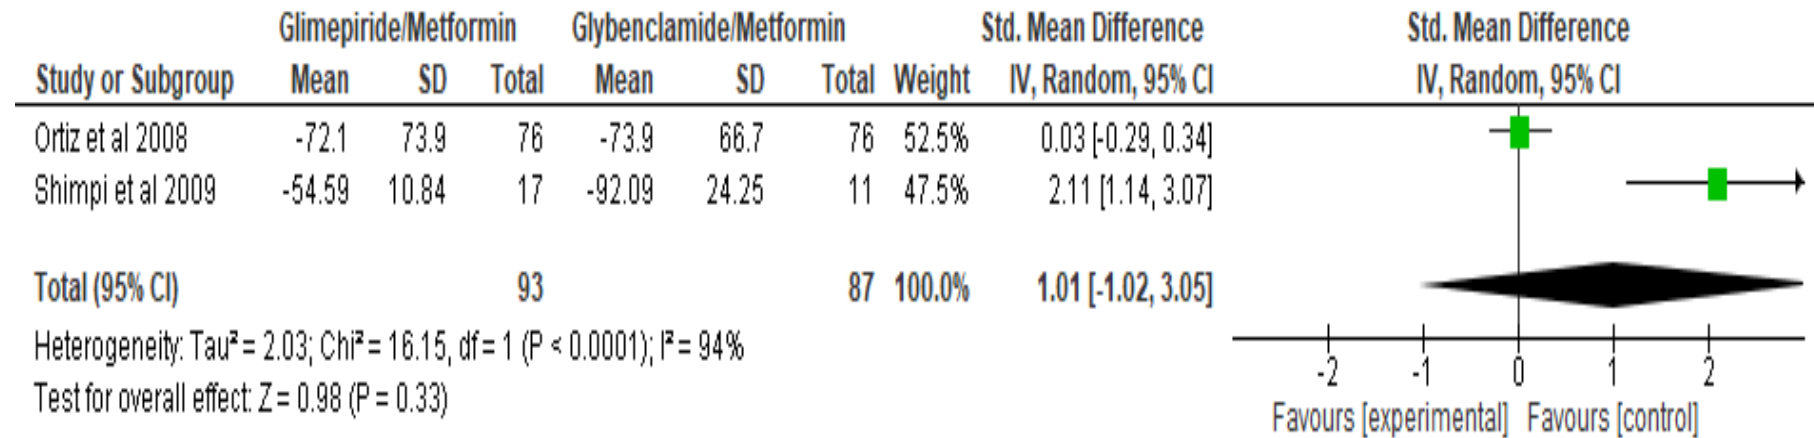 Glimepiride/Metformin Glybenclamide/Metformin Std. Mean Difference Std. Mean Difference
Study or Subgroup Mean SD Total Mean SD Total Weight IV, Random, 95% CI IV, Random, 95% CI
Ortiz et al 2008 -72.1 73.9 76 -73.9 66.7 76 52.5% 0.03 [-0.29, 0.34]
Shimpi et al 2009 -54.59 10.84 17 -92.09 24.25 11 47.5% 2.11 [1.14, 3.07]
Total (95% CI) 93 87 100.0% 1.01 [-1.02, 3.05]
Heterogeneity: Tau² = 2.03; Chi² = 16.15, df = 1 (P < 0.0001); I² = 94%
Test for overall effect: Z = 0.98 (P = 0.33)
-2 -1 0 1 2
Favours [experimental] Favours [control]